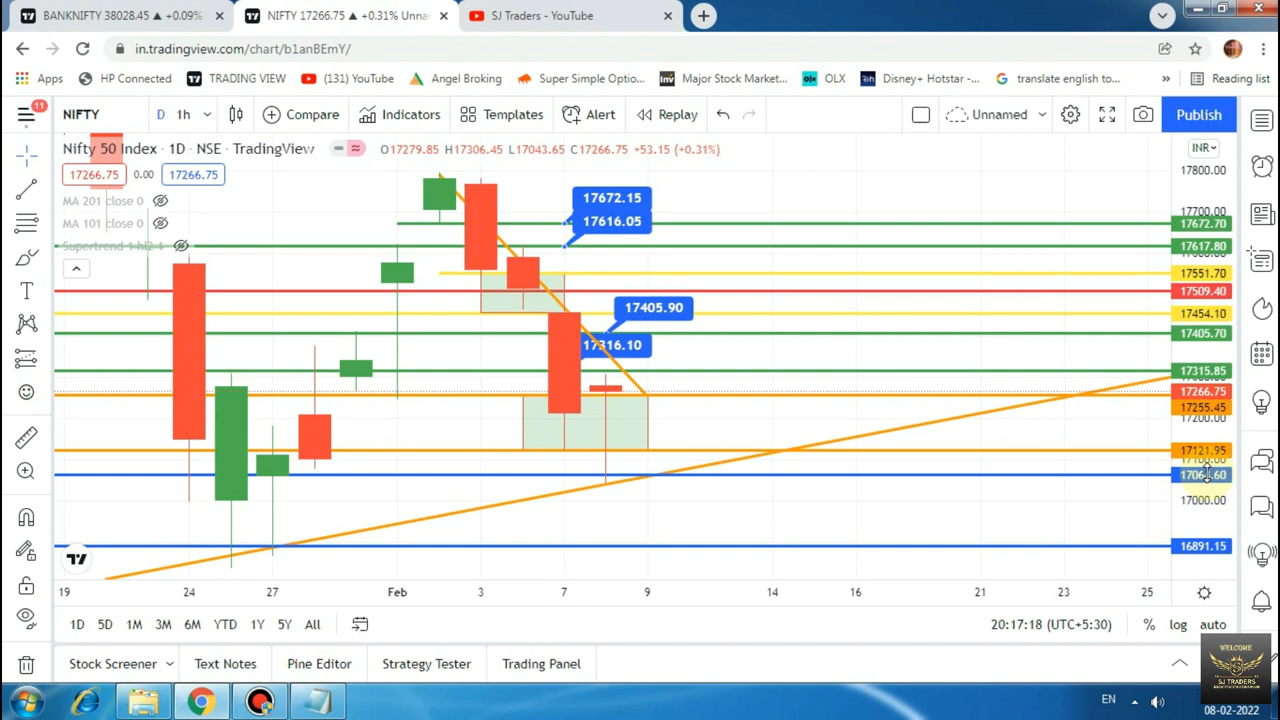 BANKNIFTY 38028.45 ▲ +0.09%
NIFTY 17266.75 ▲ +0.31% Unna
SJ Traders - YouTube
in.tradingview.com/chart/b1anBEmY/
Apps HP Connected TRADING VIEW (131) YouTube Angel Broking Super Simple Optio... Major Stock Market... OLX Disney+ Hotstar -... translate english to... » Reading list
11
NIFTY D 1h Compare Indicators Templates Alert Replay Unnamed Publish
Nifty 50 Index · 1D · NSE · TradingView O17279.85 H17306.45 L17043.65 C17266.75 +53.15 (+0.31%)
INR
17266.75 0.00 17266.75
MA 201 close 0
MA 101 close 0
Supertrend 1 hl2 4
17672.15
17616.05
17405.90
17316.10
17800.00
17700.00
17672.70
17617.80
17551.70
17509.40
17454.10
17405.70
17315.85
17266.75
17255.45
17200.00
17121.95
17000.00
16891.15
19 24 27 Feb 3 7 9 14 16 21 23 25
1D 5D 1M 3M 6M YTD 1Y 5Y All 20:17:18 (UTC+5:30) % log auto
Stock Screener Text Notes Pine Editor Strategy Tester Trading Panel
WELCOME
SJ TRADERS
EN
08-02-2022